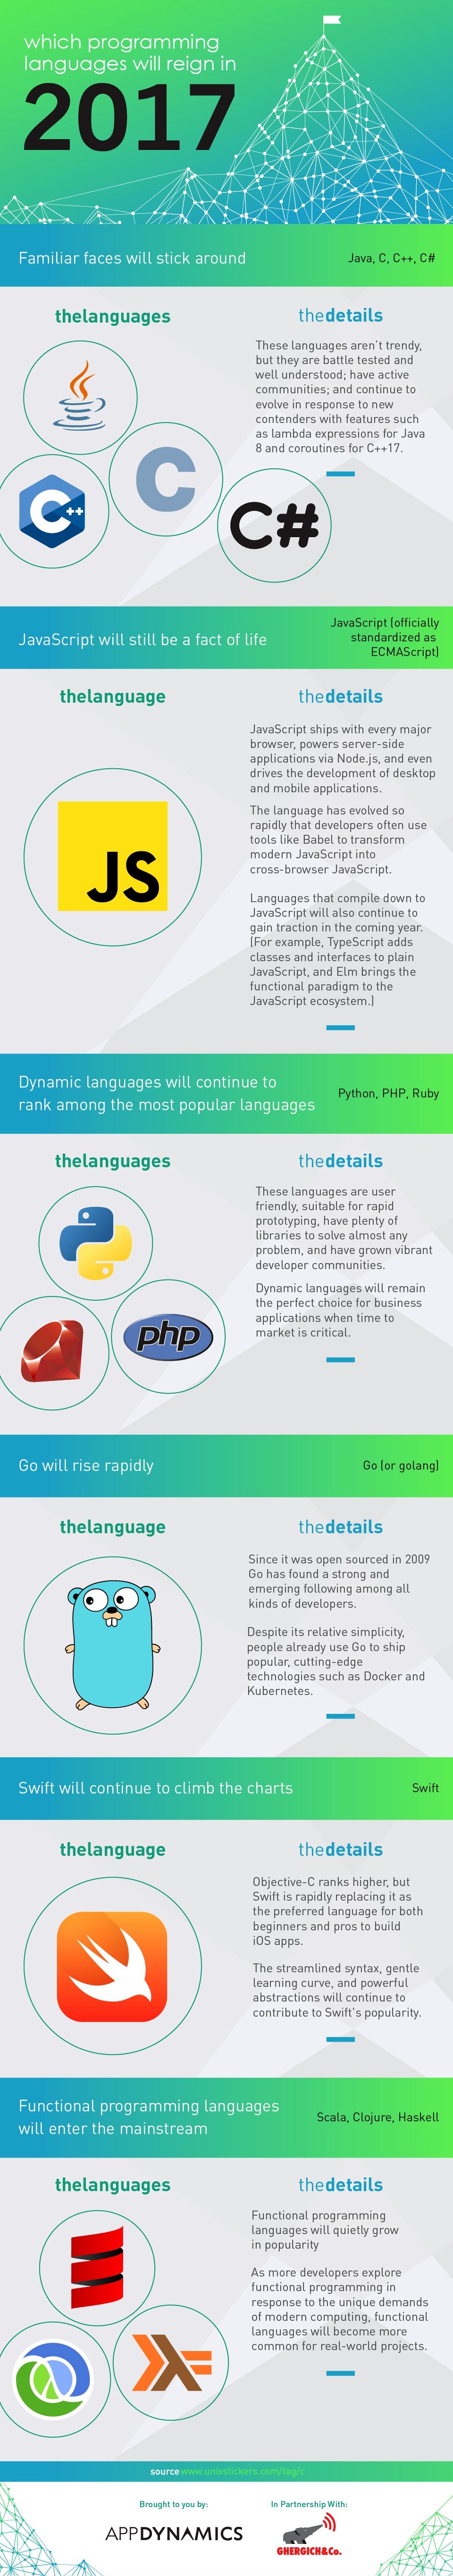 which programming
languages will reign in
2017
Familiar faces will stick around
Java, C, C++, C#
thelanguages
thedetails
These languages aren't trendy,
but they are battle tested and
well understood; have active
communities; and continue to
evolve in response to new
contenders with features such
as lambda expressions for Java
8 and coroutines for C++17.
C
C++
C#
JavaScript will still be a fact of life
JavaScript (officially
standardized as
ECMAScript)
thelanguage
thedetails
JavaScript ships with every major
browser, powers server-side
applications via Node.js, and even
drives the development of desktop
and mobile applications.
The language has evolved so
rapidly that developers often use
tools like Babel to transform
modern JavaScript into
cross-browser JavaScript.
Languages that compile down to
JavaScript will also continue to
gain traction in the coming year.
(For example, TypeScript adds
classes and interfaces to plain
JavaScript, and Elm brings the
functional paradigm to the
JavaScript ecosystem.)
JS
Dynamic languages will continue to
rank among the most popular languages
Python, PHP, Ruby
thelanguages
thedetails
These languages are user
friendly, suitable for rapid
prototyping, have plenty of
libraries to solve almost any
problem, and have grown vibrant
developer communities.
Dynamic languages will remain
the perfect choice for business
applications when time to
market is critical.
php
Go will rise rapidly
Go (or golang)
thelanguage
thedetails
Since it was open sourced in 2009
Go has found a strong and
emerging following among all
kinds of developers.
Despite its relative simplicity,
people already use Go to ship
popular, cutting-edge
technologies such as Docker and
Kubernetes.
Swift will continue to climb the charts
Swift
thelanguage
thedetails
Objective-C ranks higher, but
Swift is rapidly replacing it as
the preferred language for both
beginners and pros to build
iOS apps.
The streamlined syntax, gentle
learning curve, and powerful
abstractions will continue to
contribute to Swift's popularity.
Functional programming languages
will enter the mainstream
Scala, Clojure, Haskell
thelanguages
thedetails
Functional programming
languages will quietly grow
in popularity
As more developers explore
functional programming in
response to the unique demands
of modern computing, functional
languages will become more
common for real-world projects.
source www.unixstickers.com/tag/c
Brought to you by:
APPDYNAMICS
In Partnership With:
GHERGICH&Co.